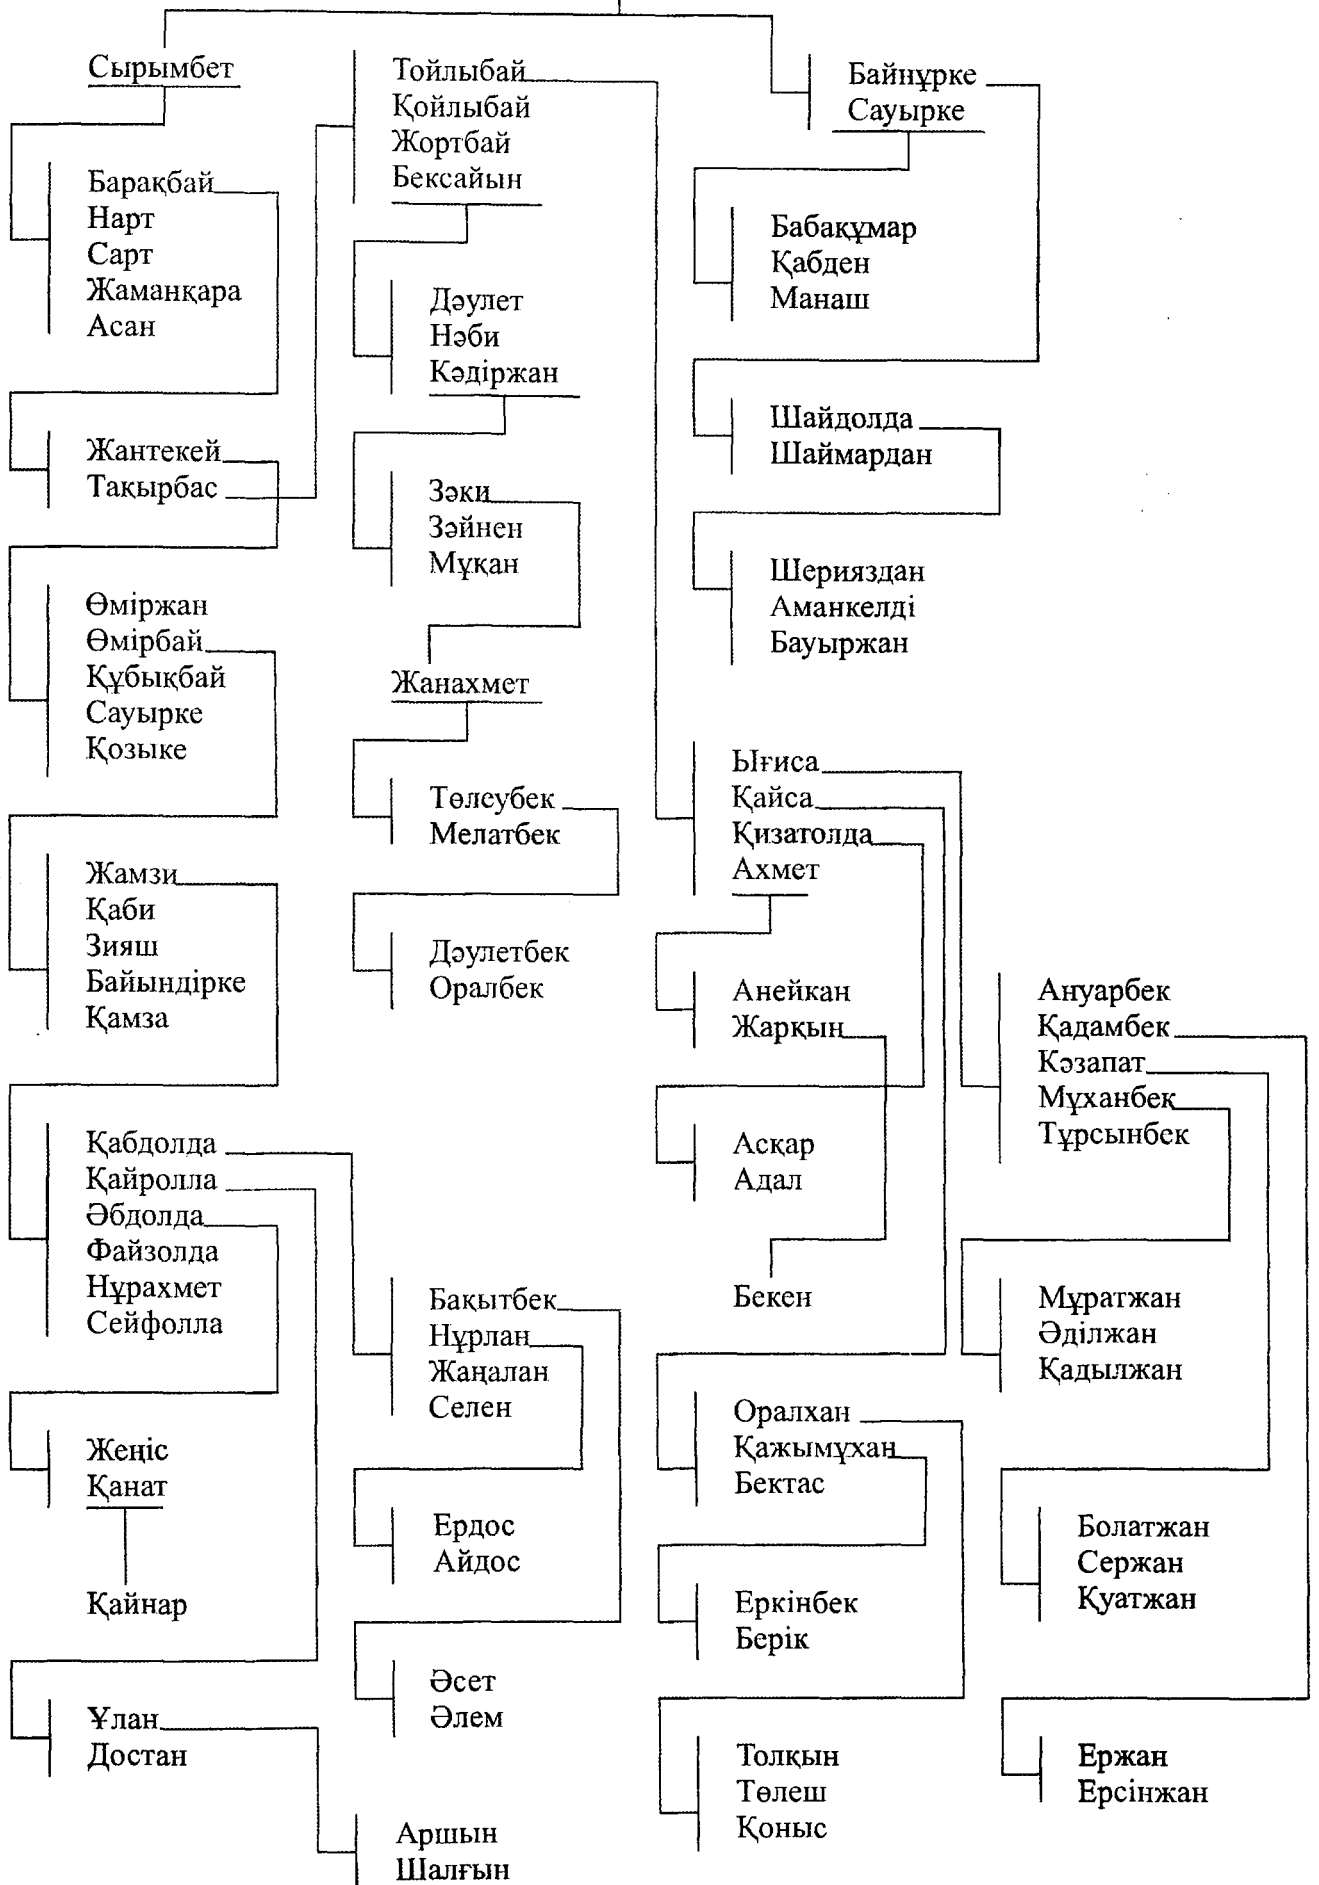 Сырымбет
Барақбай
Нарт
Сарт
Жаманқара
Асан
Жантекей
Тақырбас
Өміржан
Өмірбай
Құбықбай
Сауырке
Қозыке
Жамзи
Қаби
Зияш
Байындірке
Қамза
Қабдолда
Қайролла
Әбдолда
Файзолда
Нұрахмет
Сейфолла
Жеңіс
Қанат
Қайнар
Ұлан
Достан
Тойлыбай
Қойлыбай
Жортбай
Бексайын
Дәулет
Нәби
Кәдіржан
Зәки
Зәйнен
Мұқан
Жанахмет
Төлеубек
Мелатбек
Дәулетбек
Оралбек
Бақытбек
Нұрлан
Жаңалан
Селен
Ердос
Айдос
Әсет
Әлем
Аршын
Шалғын
Байнұрке
Сауырке
Бабақұмар
Қабден
Манаш
Шайдолда
Шаймардан
Шерияздан
Аманкелді
Бауыржан
Ығиса
Қайса
Қизатолда
Ахмет
Анейкан
Жарқын
Асқар
Адал
Бекен
Оралхан
Қажымұхан
Бектас
Еркінбек
Берік
Толқын
Төлеш
Қоныс
Ануарбек
Қадамбек
Кәзапат
Мұханбек
Тұрсынбек
Мұратжан
Әділжан
Қадылжан
Болатжан
Сержан
Қуатжан
Ержан
Ерсінжан